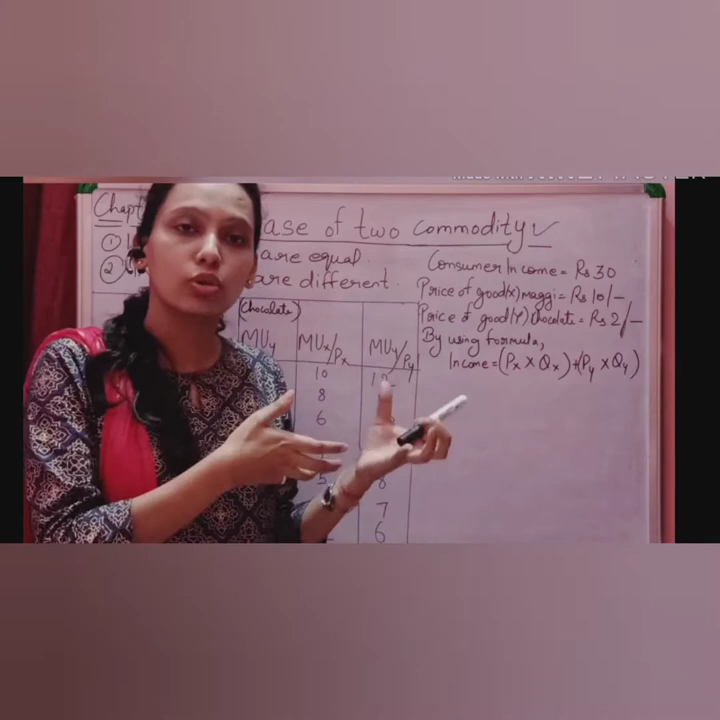 Chapt
ase of two commodity
① are equal.
② are different.
(Chocolate)
MUy
MUx/Px
MUy/Py
10
8
6
5
8
7
6
Consumer Income = Rs 30
Price of good(X) maggi = Rs 10/-
Price of good(Y) Chocolate = Rs 2/-
By using formula,
Income = (Px X Qx) + (Py X Qy)